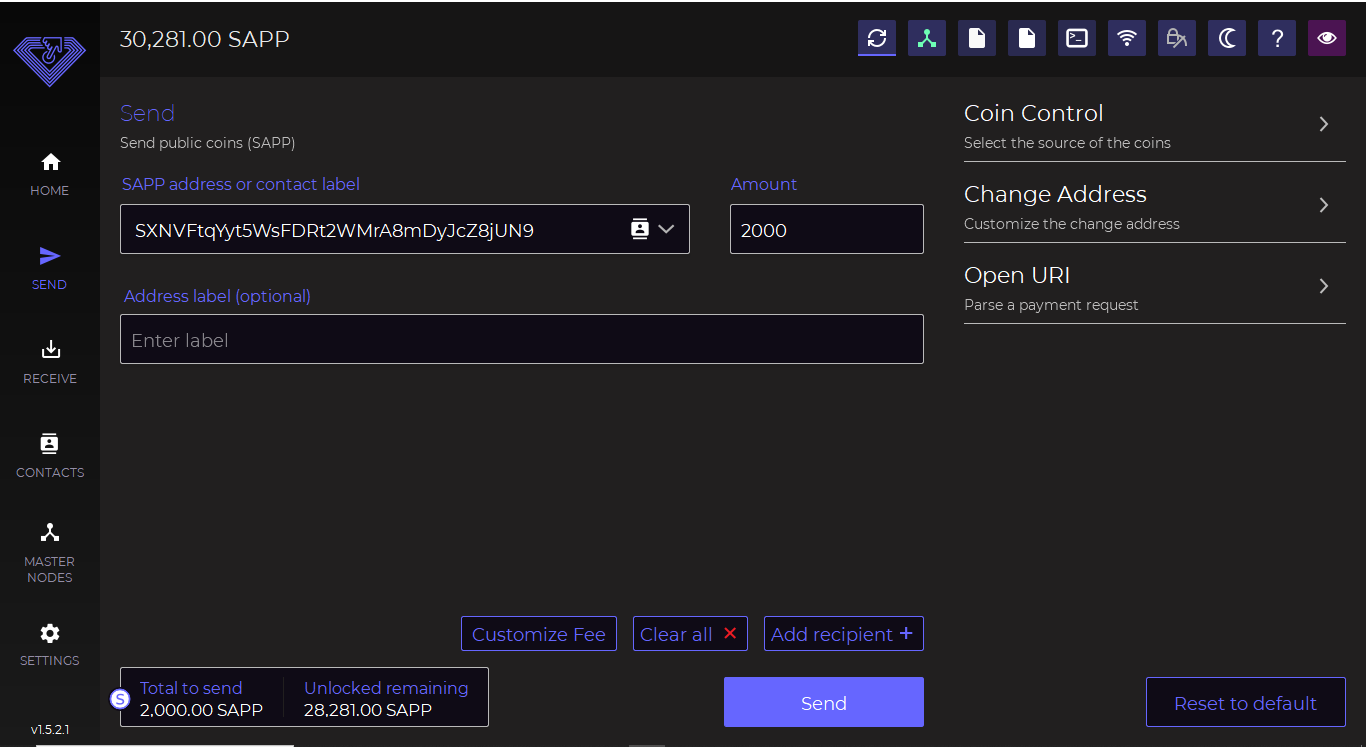 30,281.00 SAPP
HOME
SEND
RECEIVE
CONTACTS
MASTER
NODES
SETTINGS
v1.5.2.1
Send
Send public coins (SAPP)
SAPP address or contact label
Amount
SXNVFtqYyt5WsFDRt2WMrA8mDyJcZ8jUN9
2000
Address label (optional)
Enter label
Customize Fee
Clear all ✕
Add recipient +
S
Total to send
2,000.00 SAPP
Unlocked remaining
28,281.00 SAPP
Send
Coin Control
Select the source of the coins
Change Address
Customize the change address
Open URI
Parse a payment request
Reset to default